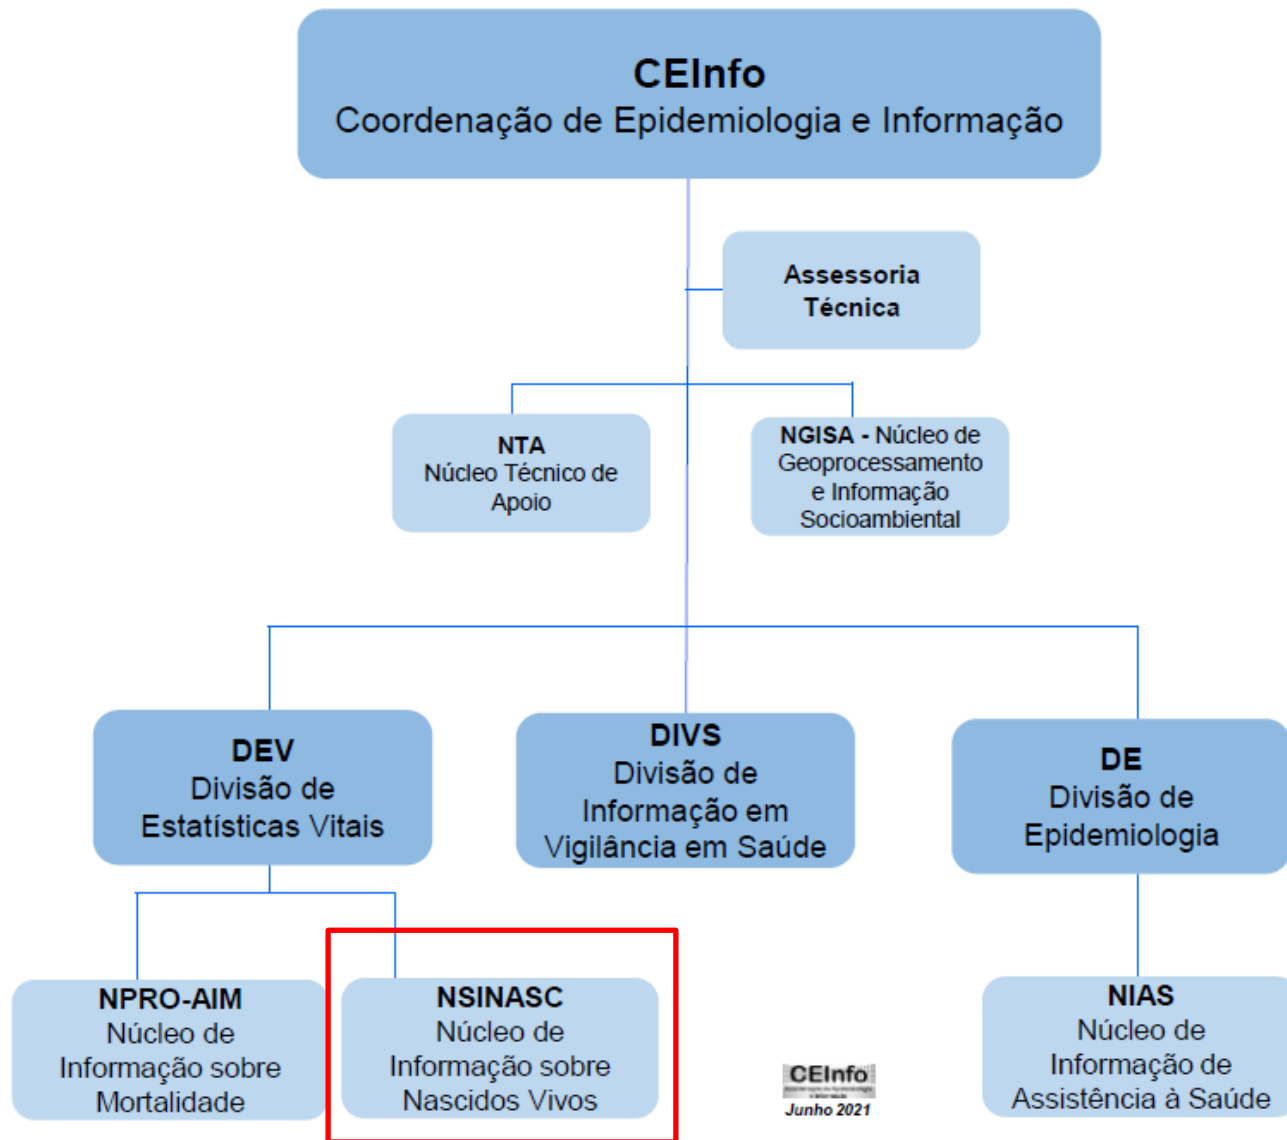 CEInfo
Coordenação de Epidemiologia e Informação
Assessoria
Técnica
NTA
Núcleo Técnico de
Apoio
NGISA - Núcleo de
Geoprocessamento
e Informação
Socioambiental
DEV
Divisão de
Estatísticas Vitais
DIVS
Divisão de
Informação em
Vigilância em Saúde
DE
Divisão de
Epidemiologia
NPRO-AIM
Núcleo de
Informação sobre
Mortalidade
NSINASC
Núcleo de
Informação sobre
Nascidos Vivos
NIAS
Núcleo de
Informação de
Assistência à Saúde
CEInfo
Junho 2021